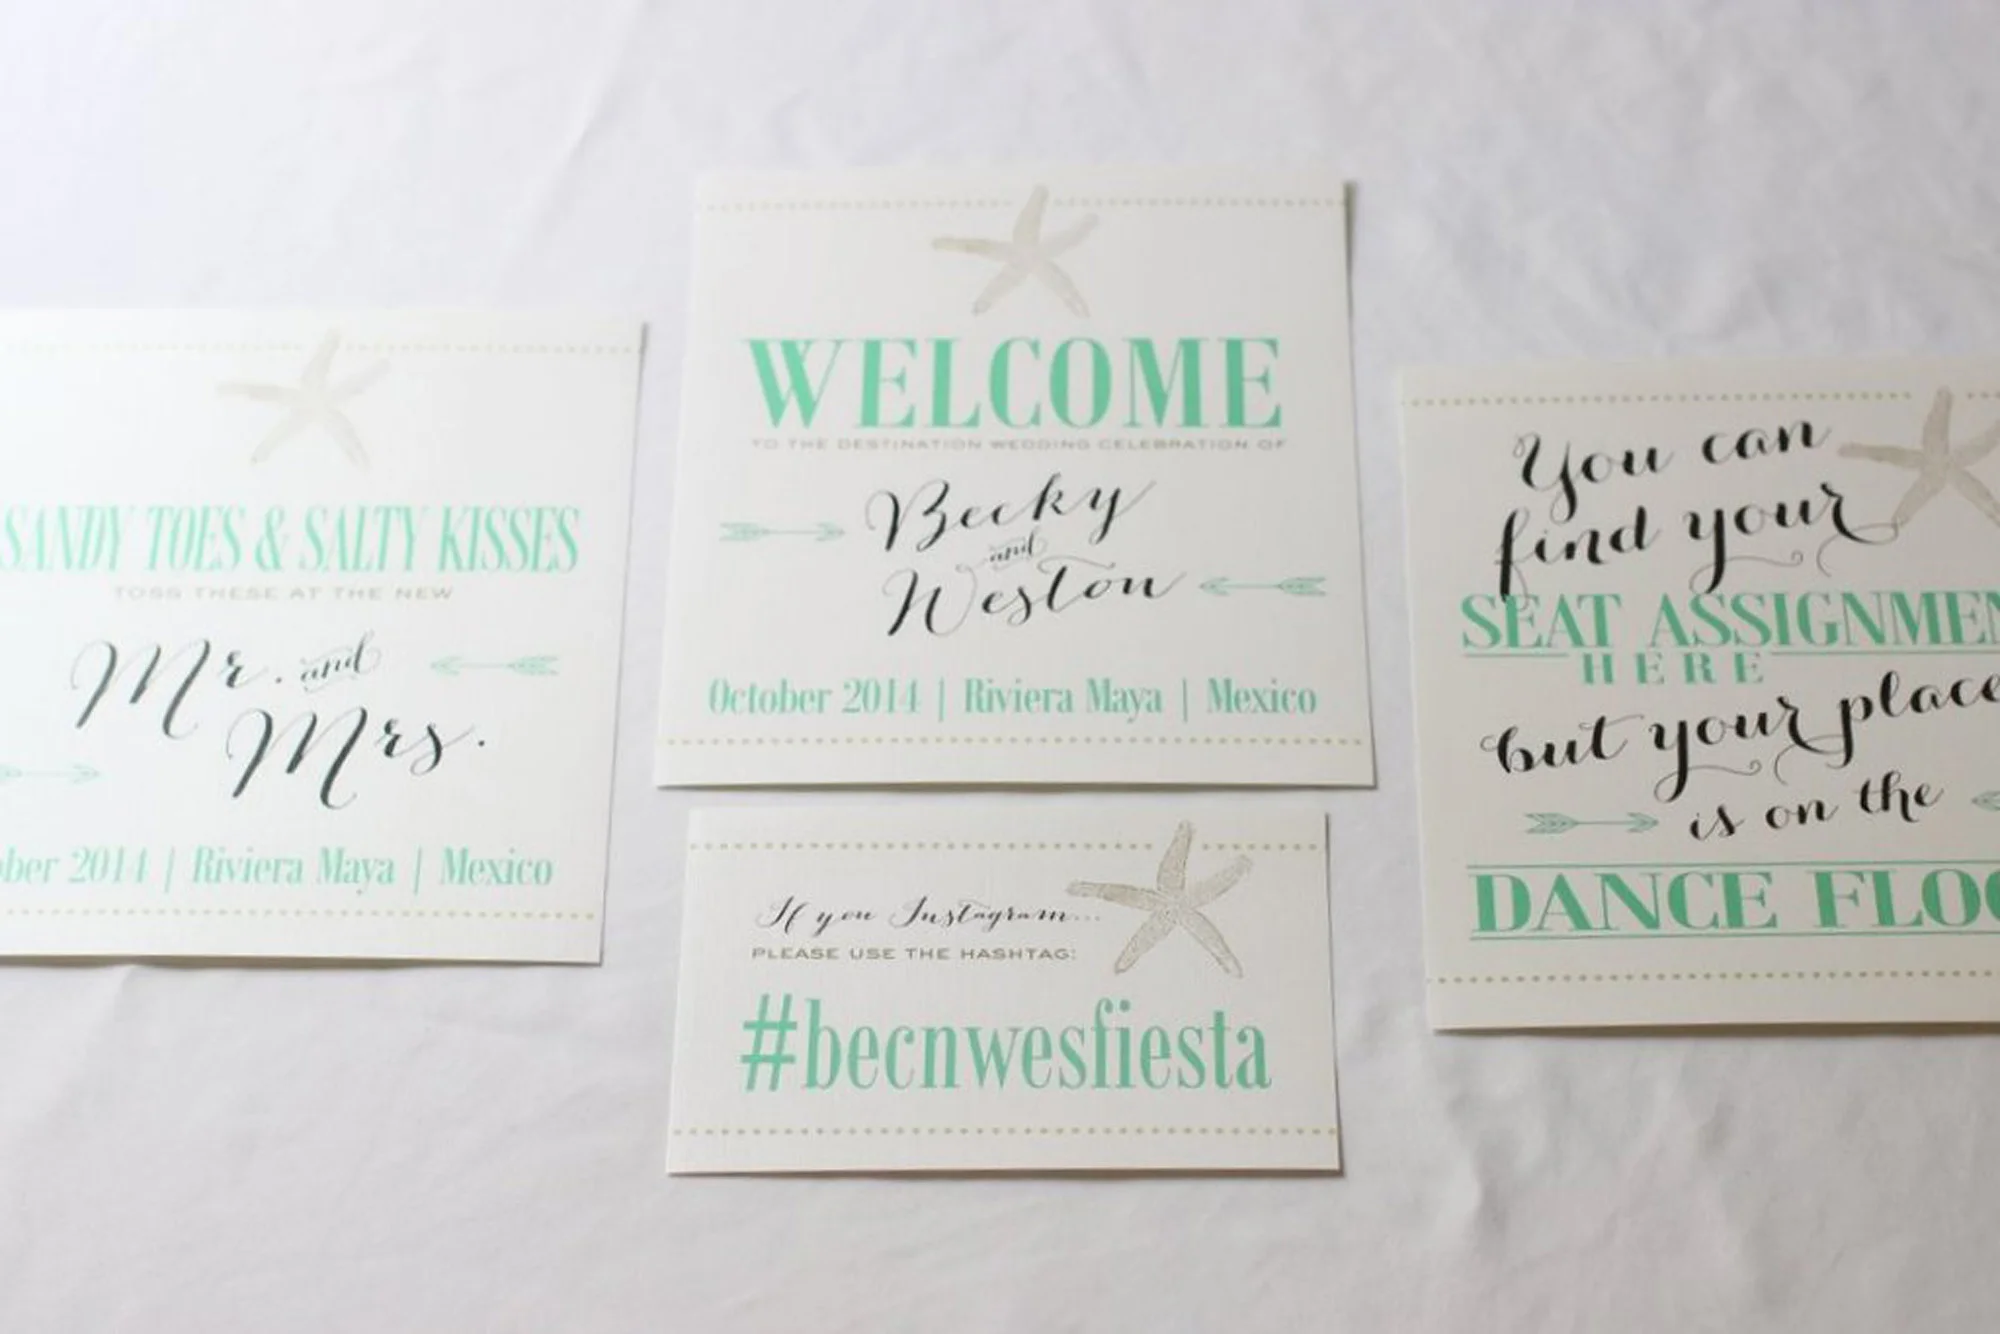 SANDY TOES & SALTY KISSES
TOSS THESE AT THE NEW
Mr. and
Mrs.
ber 2014 | Riviera Maya | Mexico
WELCOME
TO THE DESTINATION WEDDING CELEBRATION OF
Becky
and
Weston
October 2014 | Riviera Maya | Mexico
If you Instagram...
PLEASE USE THE HASHTAG:
#becnwesfiesta
You can
find your
SEAT ASSIGNMEN
HERE
but your place
is on the
DANCE FLOO